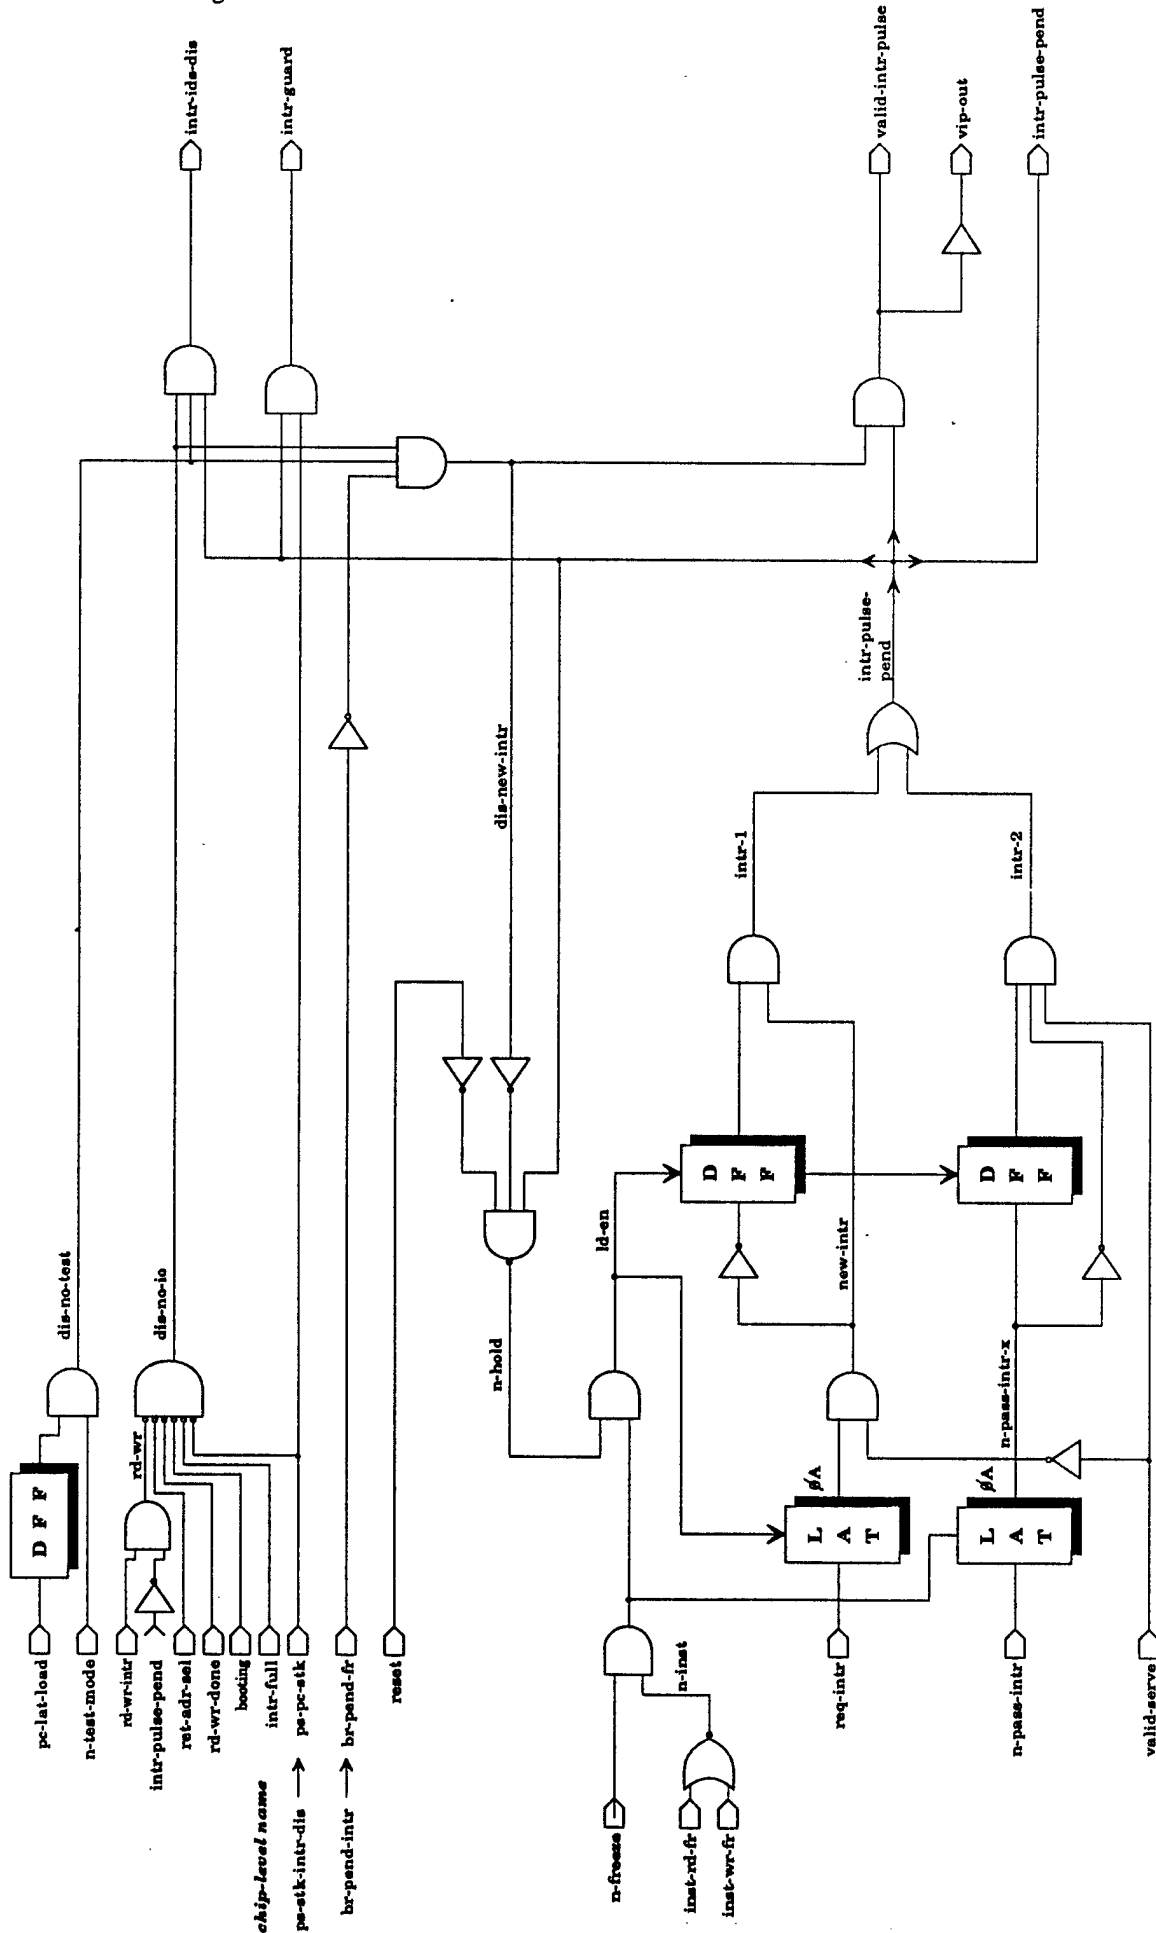 intr-ids-dis
intr-guard
valid-intr-pulse
vip-out
intr-pulse-pend
intr-pulse-
pend
dis-new-intr
intr-1
intr-2
dis-no-test
dis-no-io
rd-wr
n-hold
ld-en
D F F
D F F
D F F
new-intr
n-pass-intr-x
øA
øA
L A T
L A T
n-inst
pc-lat-load
n-test-mode
rd-wr-intr
intr-pulse-pend
ret-adr-sel
rd-wr-done
booting
intr-full
chip-level name
ps-stk-intr-dis → ps-pc-stk
br-pend-intr → br-pend-fr
reset
n-freeze
inst-rd-fr
inst-wr-fr
req-intr
n-pass-intr
valid-serve